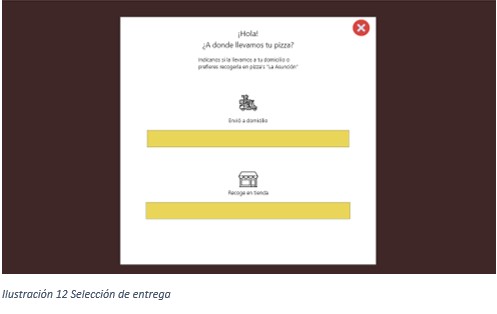 ¡Hola!
¿A donde llevamos tu pizza?
Indicanos si la llevamos a tu domicilio o
prefieres recogerla en pizza's "La Asunción"
Envió a domicilio
Recoge en tienda
Ilustración 12 Selección de entrega